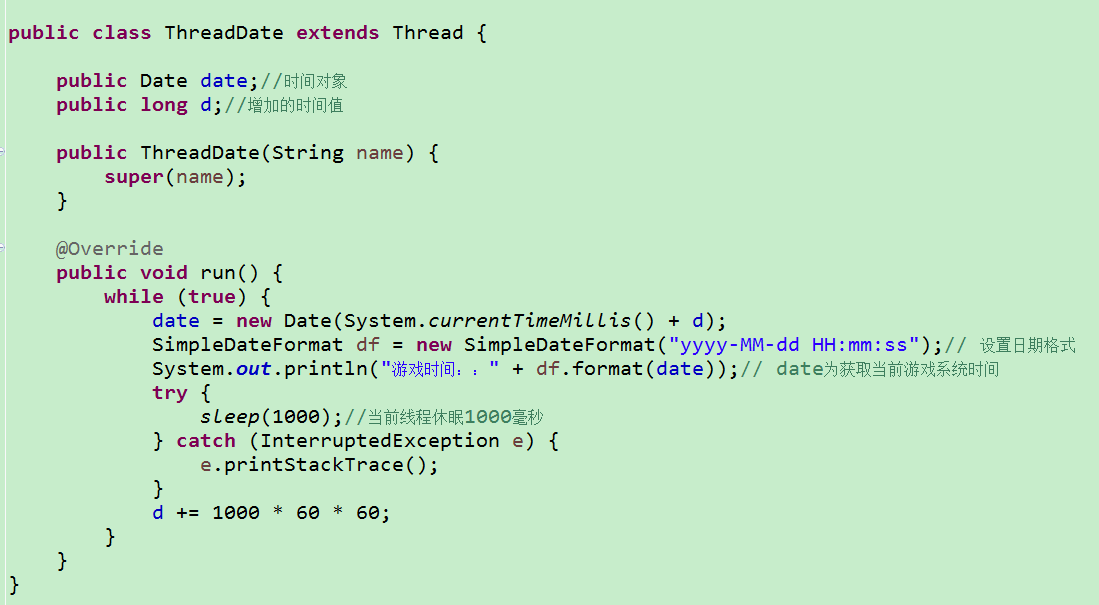 public class ThreadDate extends Thread {
public Date date;//时间对象
public long d;//增加的时间值
public ThreadDate(String name) {
super(name);
}
@Override
public void run() {
while (true) {
date = new Date(System.currentTimeMillis() + d);
SimpleDateFormat df = new SimpleDateFormat("yyyy-MM-dd HH:mm:ss");// 设置日期格式
System.out.println("游戏时间：：" + df.format(date));// date为获取当前游戏系统时间
try {
sleep(1000);//当前线程休眠1000毫秒
} catch (InterruptedException e) {
e.printStackTrace();
}
d += 1000 * 60 * 60;
}
}
}